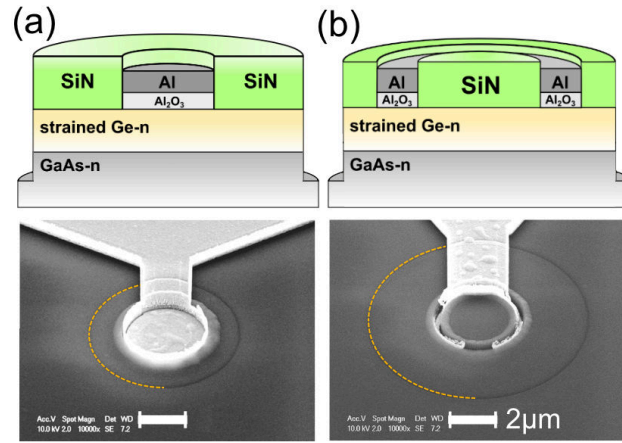 (a)
SiN
Al
SiN
Al₂O₃
strained Ge-n
GaAs-n
Acc.V Spot Magn Det WD
10.0 kV 2.0 10000x SE 7.2
(b)
Al
SiN
Al
Al₂O₃
Al₂O₃
strained Ge-n
GaAs-n
Acc.V Spot Magn Det WD
10.0 kV 2.0 10000x SE 7.2
2μm